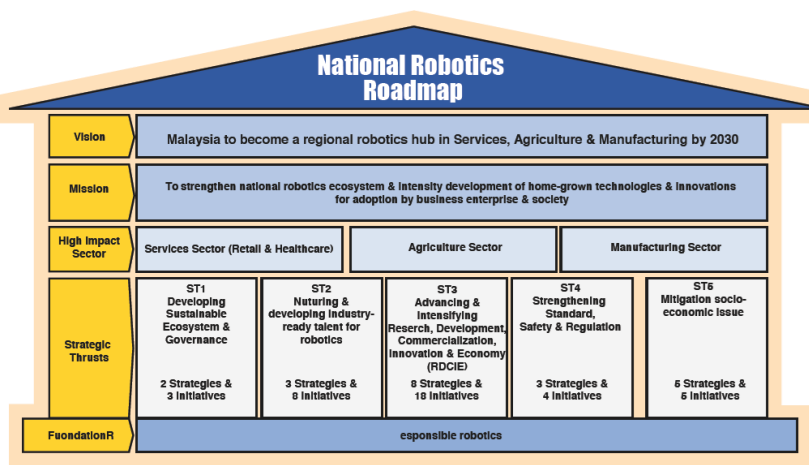 National Robotics
Roadmap
Vision
Malaysia to become a regional robotics hub in Services, Agriculture & Manufacturing by 2030
Mission
To strengthen national robotics ecosystem & intensity development of home-grown technologies & innovations
for adoption by business enterprise & society
High Impact
Sector
Services Sector (Retail & Healthcare)
Agriculture Sector
Manufacturing Sector
Strategic
Thrusts
ST1
Developing
Sustainable
Ecosystem &
Governance
2 Strategies &
3 Initiatives
ST2
Nuturing &
developing industry-
ready talent for
robotics
3 Strategies &
8 Initiatives
ST3
Advancing &
Intensifying
Reserch, Development,
Commercialization,
Innovation & Economy
(RDCIE)
8 Strategies &
18 Initiatives
ST4
Strengthening
Standard,
Safety & Regulation
3 Strategies &
4 Initiatives
ST5
Mitigation socio-
economic issue
5 Strategies &
5 Initiatives
FuondationR
esponsible robotics